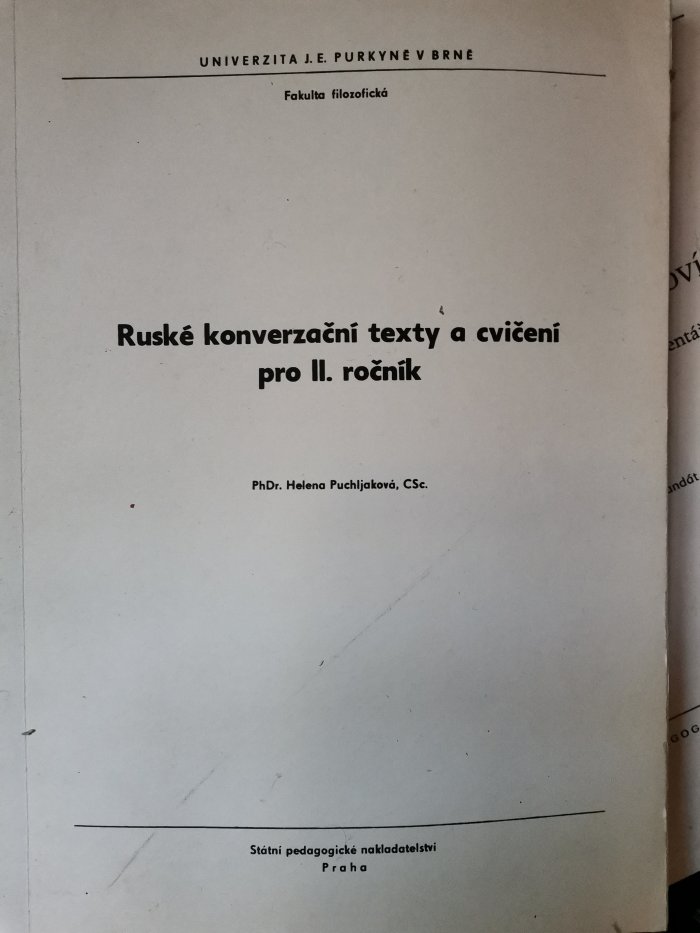 UNIVERZITA J. E. PURKYNĚ V BRNĚ
Fakulta filozofická
Ruské konverzační texty a cvičení
pro II. ročník
PhDr. Helena Puchljaková, CSc.
Státní pedagogické nakladatelství
Praha